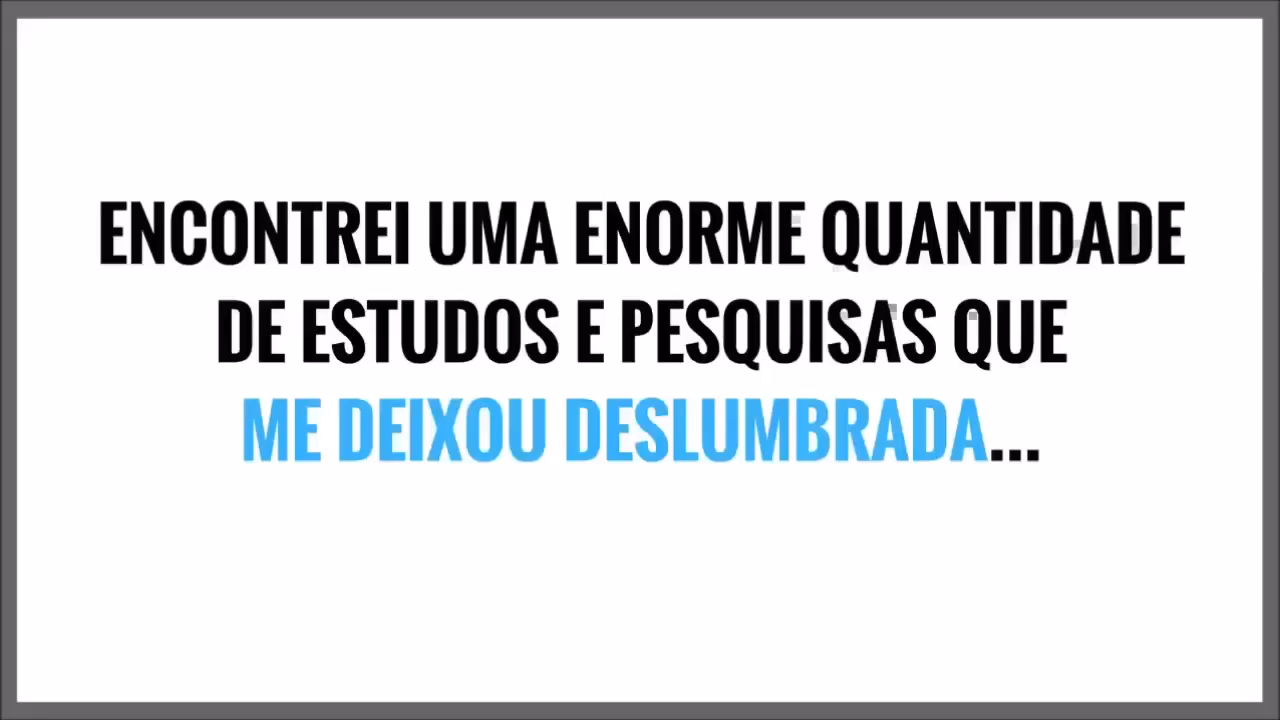 ENCONTREI UMA ENORME QUANTIDADE
DE ESTUDOS E PESQUISAS QUE
ME DEIXOU DESLUMBRADA...